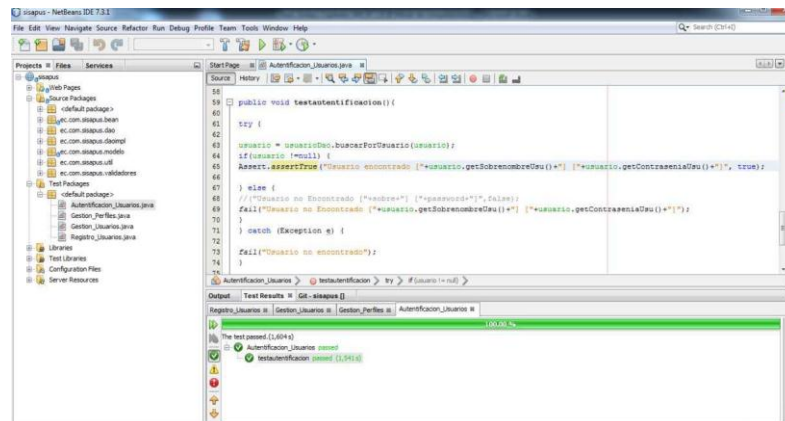 sisapus - NetBeans IDE 7.3.1
File Edit View Navigate Source Refactor Run Debug Profile Team Tools Window Help
Search (Ctrl+I)
Projects Files Services
Start Page Autentificacion_Usuarios.java
Source History
sisapus
Web Pages
Source Packages
<default package>
ec.com.sisapus.bean
ec.com.sisapus.dao
ec.com.sisapus.daoimpl
ec.com.sisapus.modelo
ec.com.sisapus.util
ec.com.sisapus.validadores
Test Packages
<default package>
Autentificacion_Usuarios.java
Gestion_Perfiles.java
Gestion_Usuarios.java
Registro_Usuarios.java
Libraries
Test Libraries
Configuration Files
Server Resources
58
59 public void testautentificacion(){
60
61 try {
62
63 usuario = usuarioDao.buscarPorUsuario(usuario);
64 if(usuario !=null) {
65 Assert.assertTrue("Usuario encontrado ["+usuario.getSobrenombreUsu()+"] ["+usuario.getContraseniaUsu()+"]", true);
66
67 } else {
68 //("Usuario no Encontrado ["+sobre+"] ["+password+"]",false);
69 fail("Usuario no Encontrado ["+usuario.getSobrenombreUsu()+"] ["+usuario.getContraseniaUsu()+"]");
70 }
71 } catch (Exception e) {
72
73 fail("Usuario no encontrado");
74 }
75
Autentificacion_Usuarios testautentificacion try if (usuario != null)
Output Test Results Git - sisapus []
Registro_Usuarios Gestion_Usuarios Gestion_Perfiles Autentificacion_Usuarios
100,00 %
The test passed.(1,604 s)
Autentificacion_Usuarios passed
testautentificacion passed (1,541 s)